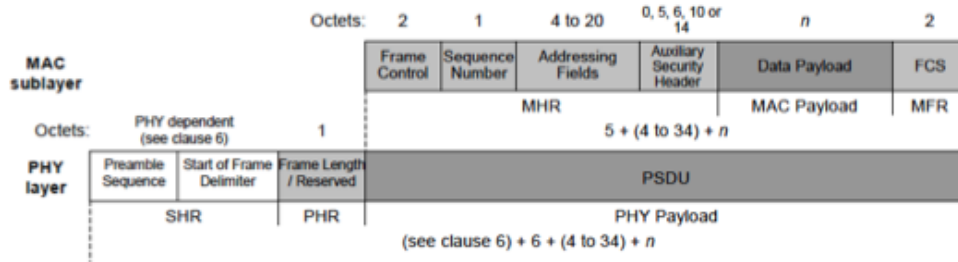 Octets: 2 1 4 to 20 0, 5, 6, 10 or 14 n 2
MAC sublayer Frame Control Sequence Number Addressing Fields Auxiliary Security Header Data Payload FCS
MHR MAC Payload MFR
Octets: PHY dependent (see clause 6) 1 5 + (4 to 34) + n
PHY layer Preamble Sequence Start of Frame Delimiter Frame Length / Reserved PSDU
SHR PHR PHY Payload
(see clause 6) + 6 + (4 to 34) + n